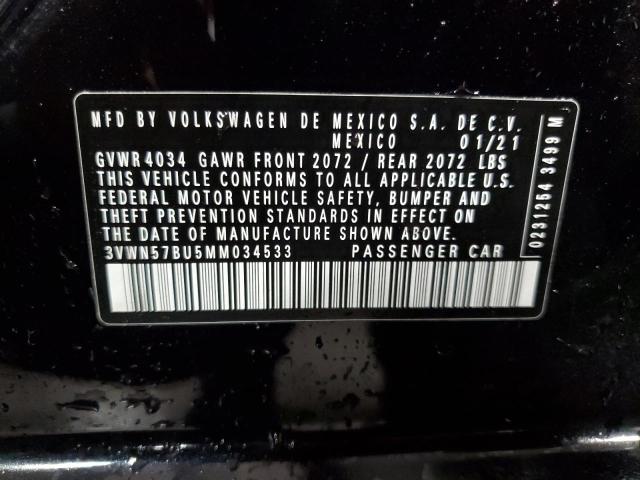 MFD BY VOLKSWAGEN DE MEXICO S.A. DE C.V.
MEXICO 01/21
GVWR 4034 GAWR FRONT 2072 / REAR 2072 LBS
THIS VEHICLE CONFORMS TO ALL APPLICABLE U.S.
FEDERAL MOTOR VEHICLE SAFETY, BUMPER AND
THEFT PREVENTION STANDARDS IN EFFECT ON
THE DATE OF MANUFACTURE SHOWN ABOVE.
3VWN57BU5MM034533 PASSENGER CAR
0231254 3499 M